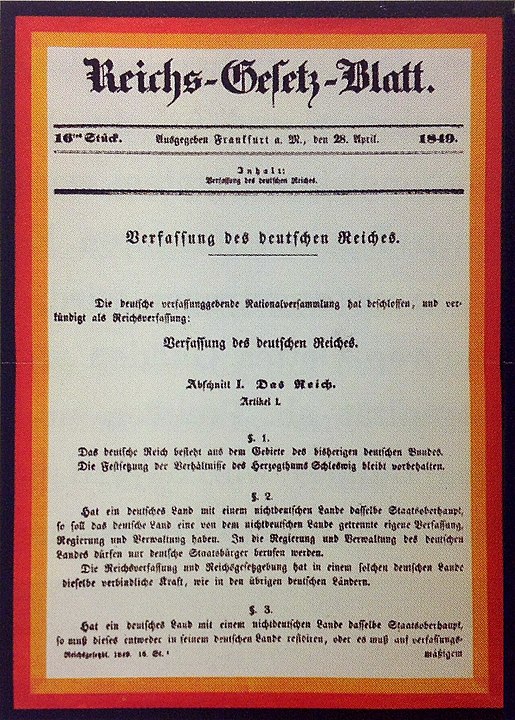 Reichs-Gesetz-Blatt.
16tes Stück. Ausgegeben Frankfurt a. M., den 28. April. 1849.
Inhalt:
Verfassung des deutschen Reiches.
Verfassung des deutschen Reiches.
Die deutsche verfassunggebende Nationalversammlung hat beschlossen, und ver-
kündigt als Reichsverfassung:
Verfassung des deutschen Reiches.
Abschnitt I. Das Reich.
Artikel I.
§. 1.
Das deutsche Reich besteht aus dem Gebiete des bisherigen deutschen Bundes.
Die Festsetzung der Verhältnisse des Herzogthums Schleswig bleibt vorbehalten.
§. 2.
Hat ein deutsches Land mit einem nichtdeutschen Lande dasselbe Staatsoberhaupt,
so soll das deutsche Land eine von dem nichtdeutschen Lande getrennte eigene Verfassung,
Regierung und Verwaltung haben. In die Regierung und Verwaltung des deutschen
Landes dürfen nur deutsche Staatsbürger berufen werden.
Die Reichsverfassung und Reichsgesetzgebung hat in einem solchen deutschen Lande
dieselbe verbindliche Kraft, wie in den übrigen deutschen Ländern.
§. 3.
Hat ein deutsches Land mit einem nichtdeutschen Lande dasselbe Staatsoberhaupt,
so muß dieses entweder in seinem deutschen Lande residiren, oder es muß auf verfassungs-
Reichsgesetzbl. 1849. 16. St. mäßigem